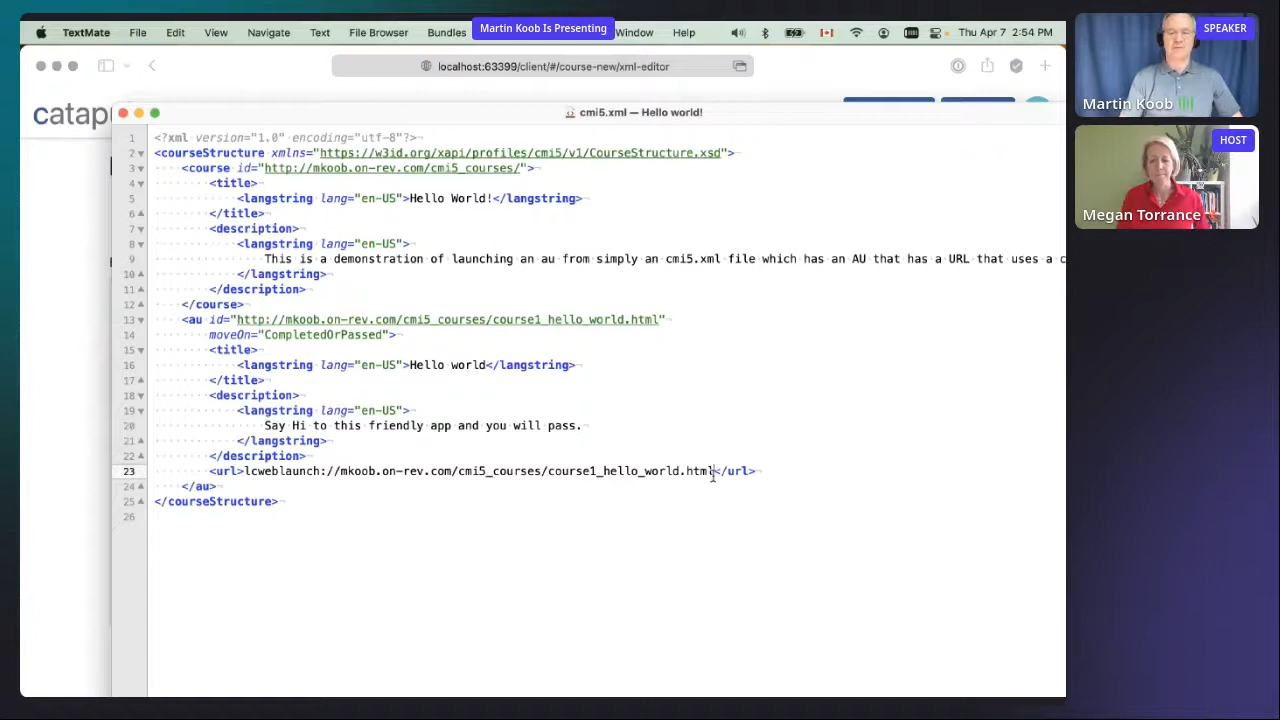 TextMate File Edit View Navigate Text File Browser Bundles Martin Koob Is Presenting Window Help Thu Apr 7 2:54 PM
SPEAKER
Martin Koob
localhost:63399/client/#/course-new/xml-editor
catap
cmi5.xml — Hello world!
HOST
Megan Torrance
1 <?xml version="1.0" encoding="utf-8"?>
2 <courseStructure xmlns="https://w3id.org/xapi/profiles/cmi5/v1/CourseStructure.xsd">
3 <course id="http://mkoob.on-rev.com/cmi5_courses/">
4 <title>
5 <langstring lang="en-US">Hello World!</langstring>
6 </title>
7 <description>
8 <langstring lang="en-US">
9 This is a demonstration of launching an au from simply an cmi5.xml file which has an AU that has a URL that uses a c
10 </langstring>
11 </description>
12 </course>
13 <au id="http://mkoob.on-rev.com/cmi5_courses/course1_hello_world.html"
14 moveOn="CompletedOrPassed">
15 <title>
16 <langstring lang="en-US">Hello world</langstring>
17 </title>
18 <description>
19 <langstring lang="en-US">
20 Say Hi to this friendly app and you will pass.
21 </langstring>
22 </description>
23 <url>lcweblaunch://mkoob.on-rev.com/cmi5_courses/course1_hello_world.html</url>
24 </au>
25 </courseStructure>
26